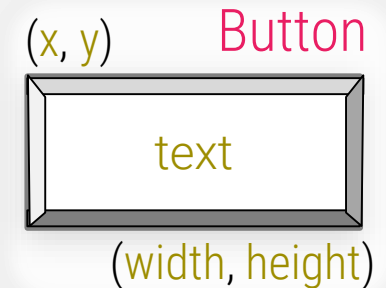 (x, y) Button
text
(width, height)